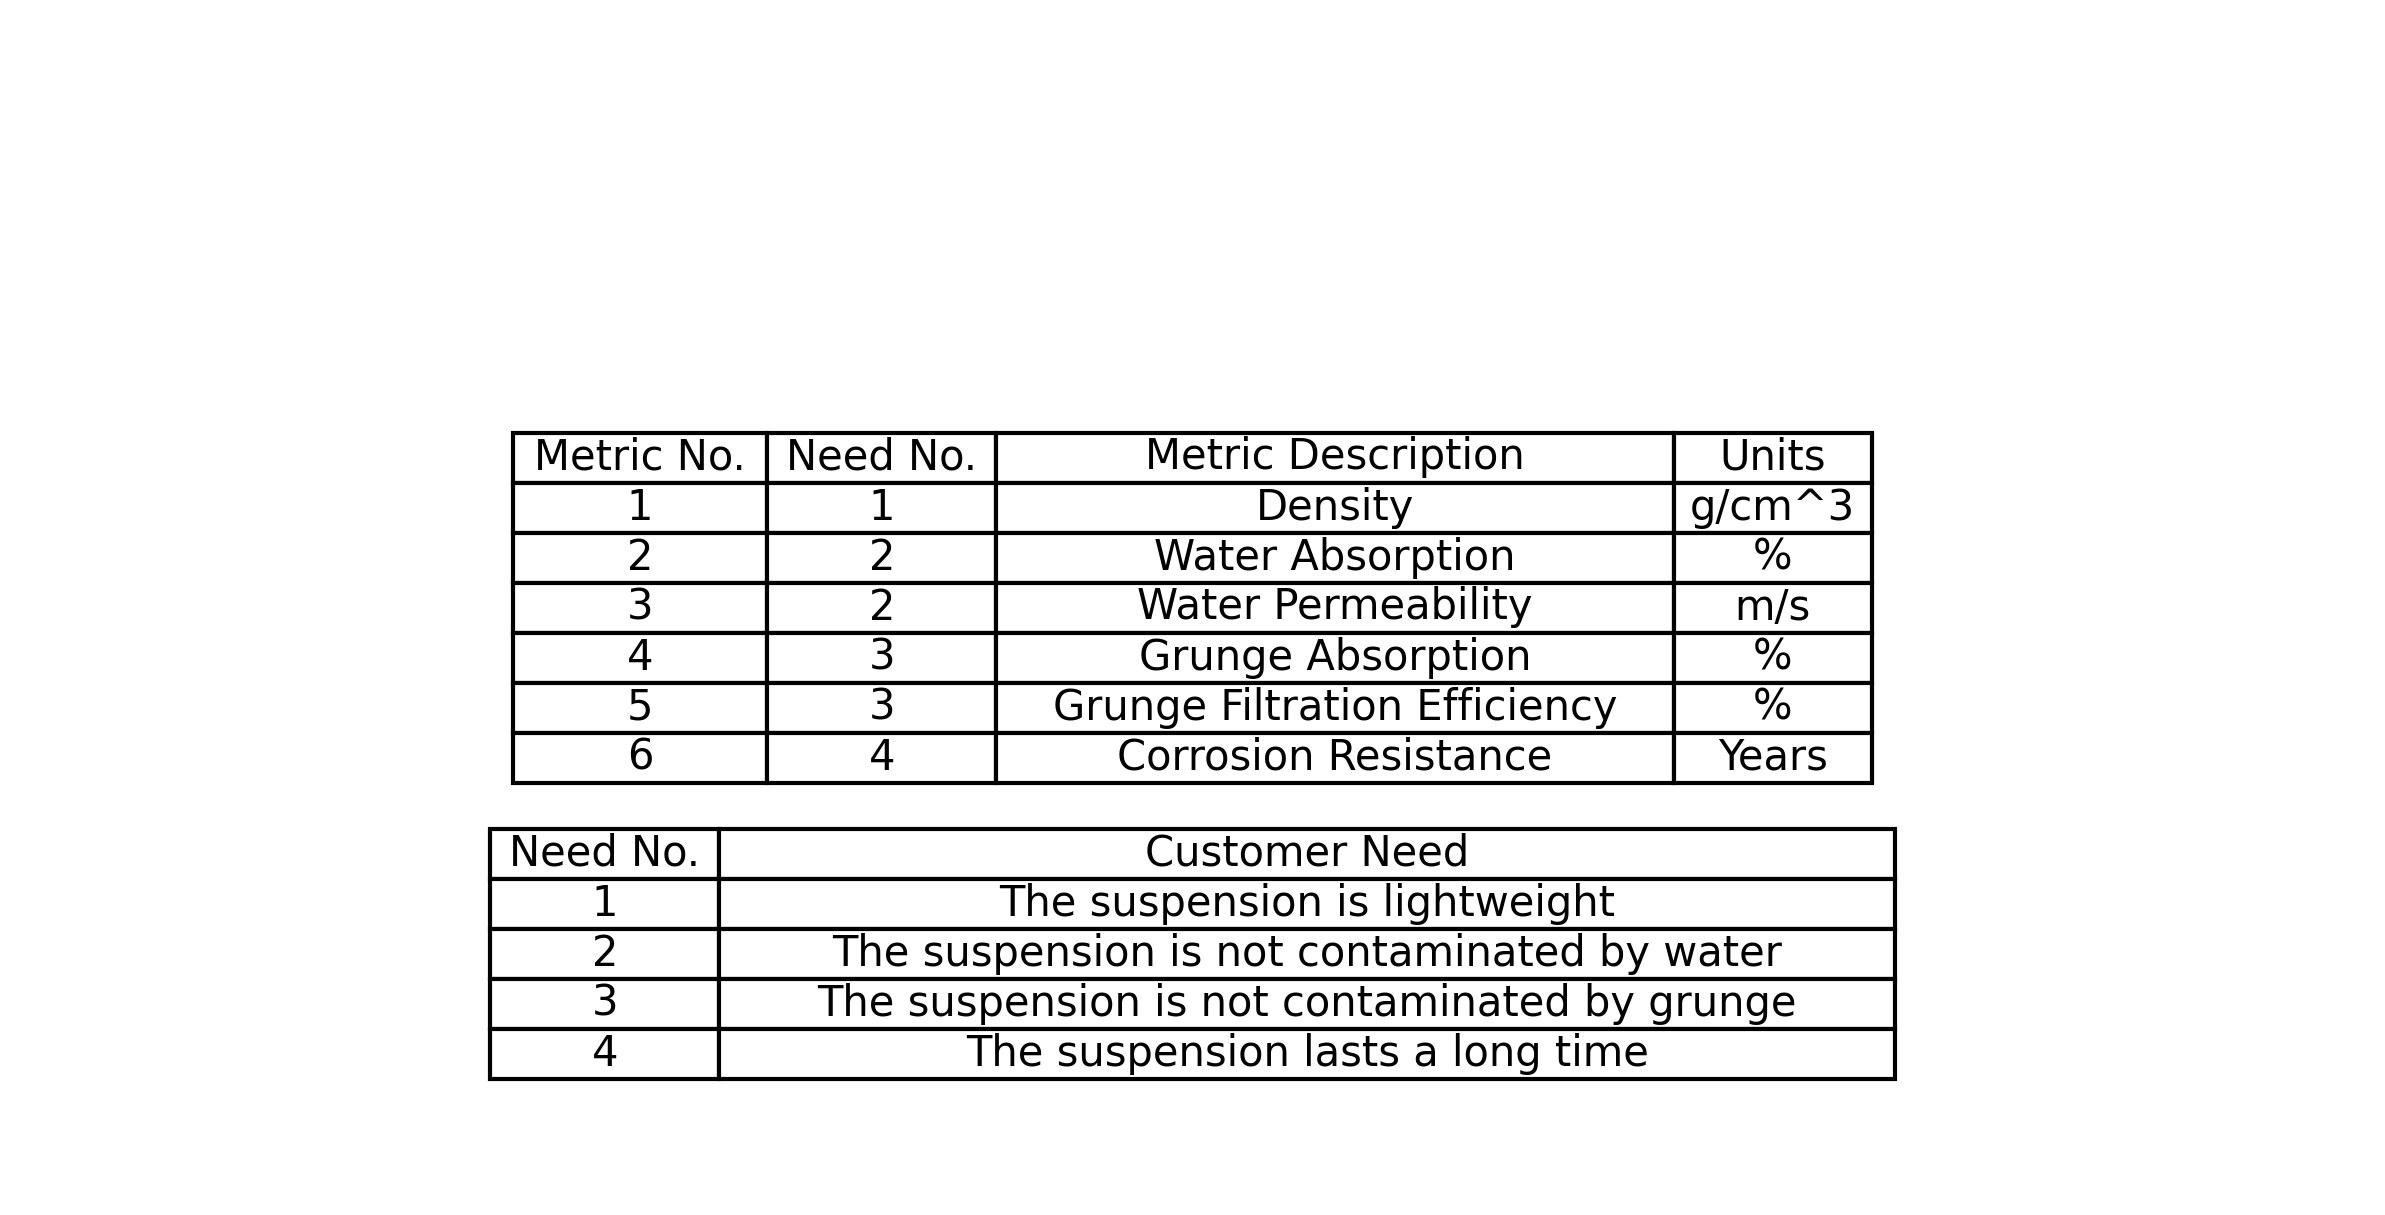 Metric No. Need No. Metric Description Units
1 1 Density g/cm^3
2 2 Water Absorption %
3 2 Water Permeability m/s
4 3 Grunge Absorption %
5 3 Grunge Filtration Efficiency %
6 4 Corrosion Resistance Years
Need No. Customer Need
1 The suspension is lightweight
2 The suspension is not contaminated by water
3 The suspension is not contaminated by grunge
4 The suspension lasts a long time